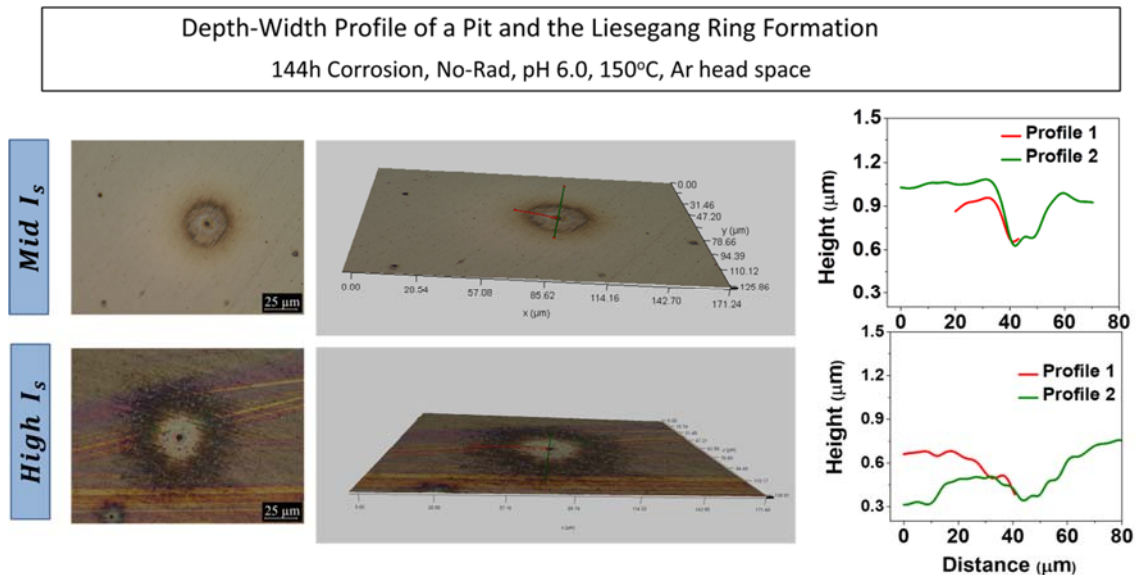 Depth-Width Profile of a Pit and the Liesegang Ring Formation
144h Corrosion, No-Rad, pH 6.0, 150°C, Ar head space
Mid Is
25 µm
0.00
31.46
47.20
y (µm)
78.66
94.39
110.12
125.86
0.00
28.54
57.08
85.62
114.16
142.70
171.24
x (µm)
1.5
1.2
0.9
0.6
0.3
Height (µm)
Profile 1
Profile 2
0 20 40 60 80
High Is
25 µm
1.5
1.2
0.9
0.6
0.3
Height (µm)
Profile 1
Profile 2
0 20 40 60 80
Distance (µm)